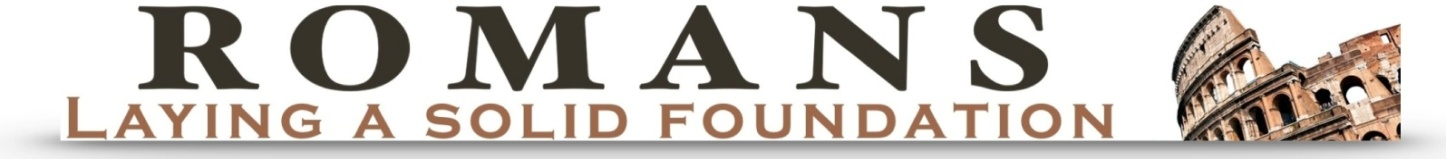 ROMANS
LAYING A SOLID FOUNDATION